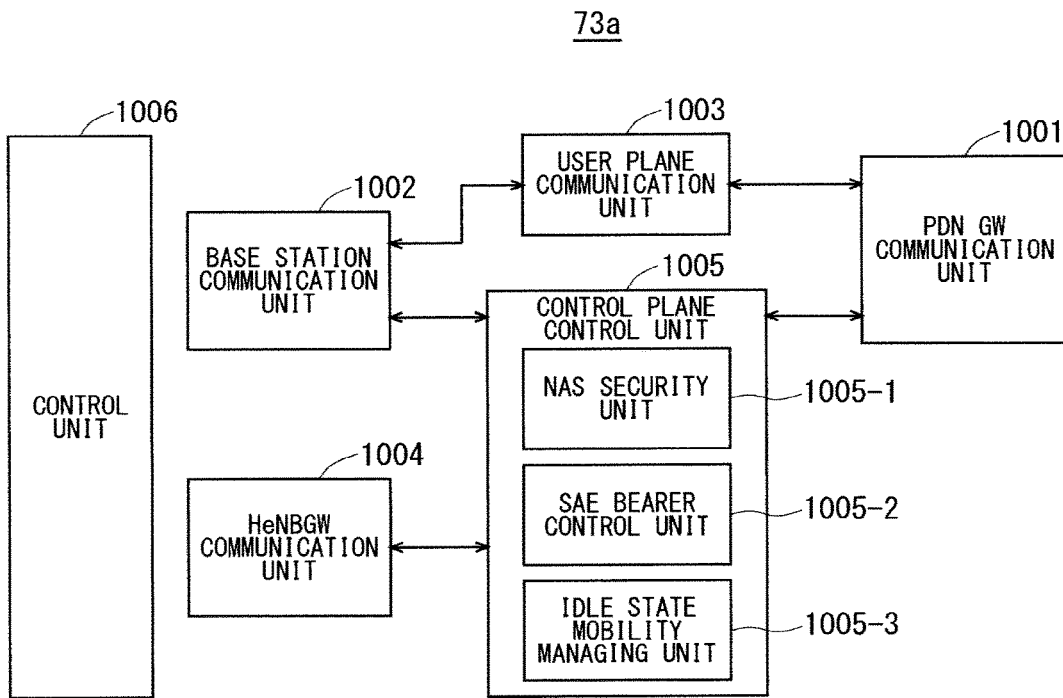 73a
1006
CONTROL
UNIT
1002
BASE STATION
COMMUNICATION
UNIT
1003
USER PLANE
COMMUNICATION
UNIT
1001
PDN GW
COMMUNICATION
UNIT
1005
CONTROL PLANE
CONTROL UNIT
NAS SECURITY
UNIT
1005-1
SAE BEARER
CONTROL UNIT
1005-2
IDLE STATE
MOBILITY
MANAGING UNIT
1005-3
1004
HeNBGW
COMMUNICATION
UNIT